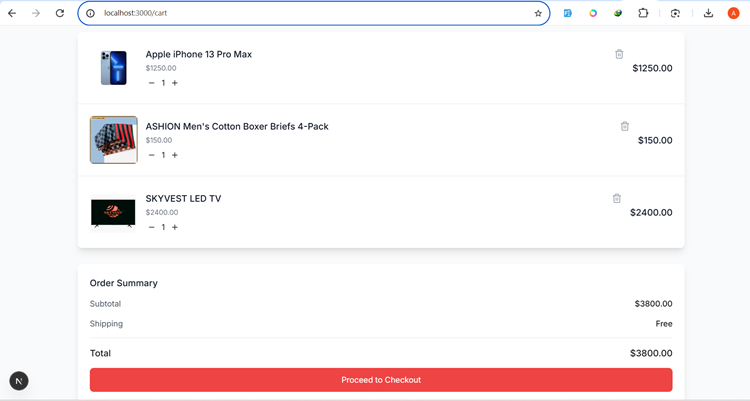 localhost:3000/cart
A
Apple iPhone 13 Pro Max
$1250.00
− 1 +
$1250.00
ASHION Men's Cotton Boxer Briefs 4-Pack
$150.00
− 1 +
$150.00
SKYVEST LED TV
$2400.00
− 1 +
$2400.00
Order Summary
Subtotal $3800.00
Shipping Free
Total $3800.00
Proceed to Checkout
N